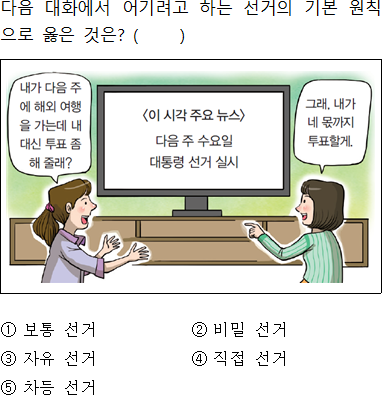 다음 대화에서 어기려고 하는 선거의 기본 원칙
으로 옳은 것은? (      )
내가 다음 주
에 해외 여행
을 가는데 내
대신 투표 좀
해 줄래?
<이 시각 주요 뉴스>
다음 주 수요일
대통령 선거 실시
그래, 내가
네 몫까지
투표할게.
① 보통 선거 ② 비밀 선거
③ 자유 선거 ④ 직접 선거
⑤ 차등 선거